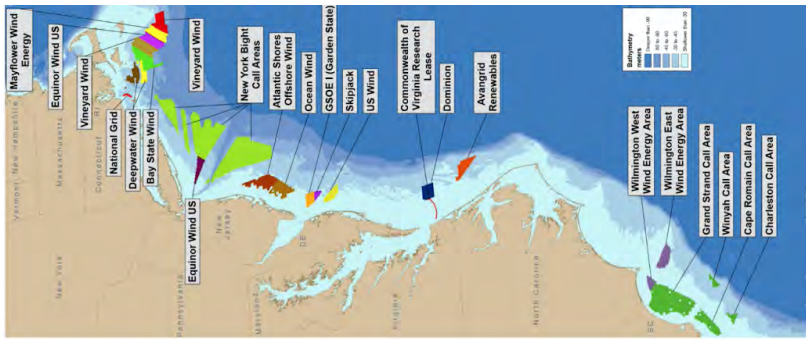 Mayflower Wind
Energy
Equinor Wind US
Vineyard Wind
Vineyard Wind
National Grid
Deepwater Wind
Bay State Wind
New York Bight
Call Areas
Equinor Wind US
Atlantic Shores
Offshore Wind
Ocean Wind
GSOE I (Garden State)
Skipjack
US Wind
Commonwealth of
Virginia Research
Lease
Dominion
Avangrid
Renewables
Wilmington West
Wind Energy Area
Wilmington East
Wind Energy Area
Grand Strand Call Area
Winyah Call Area
Cape Romain Call Area
Charleston Call Area
Vermont
New Hampshire
Massachusetts
Connecticut
RI
New York
Pennsylvania
New
Jersey
Maryland
DE
Virginia
North Carolina
SC
Bathymetry
meters